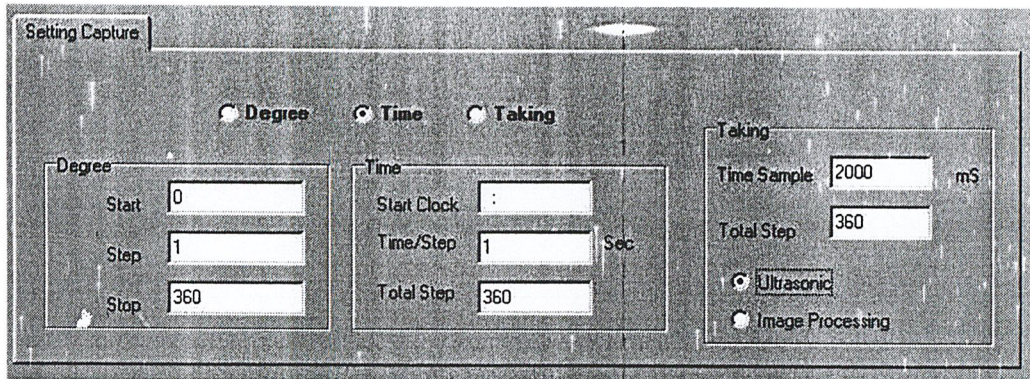 Setting Capture
Degree Time Taking
Degree
Start 0
Step 1
Stop 360
Time
Start Clock :
Time/Step 1 Sec
Total Step 360
Taking
Time Sample 2000 mS
Total Step 360
Ultrasonic
Image Processing